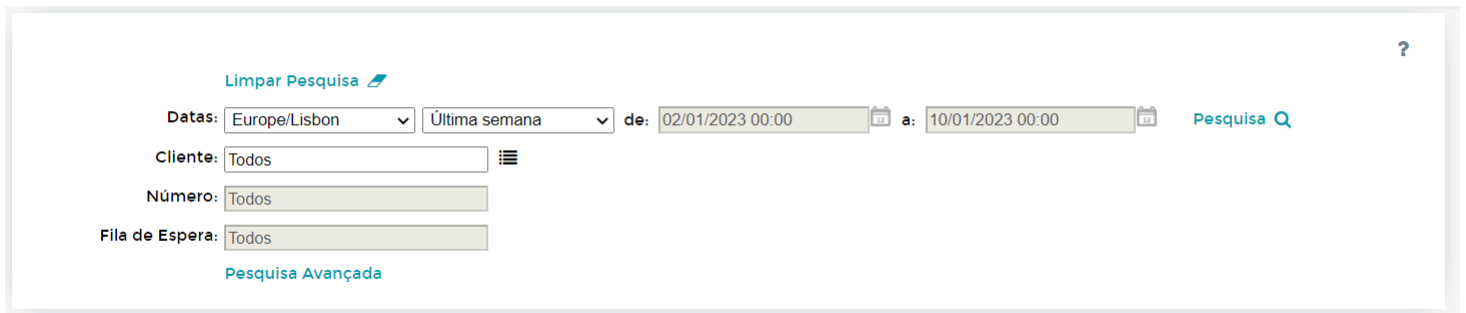 ?
Limpar Pesquisa
Datas: Europe/Lisbon Última semana de: 02/01/2023 00:00 a: 10/01/2023 00:00 Pesquisa
Cliente: Todos
Número: Todos
Fila de Espera: Todos
Pesquisa Avançada